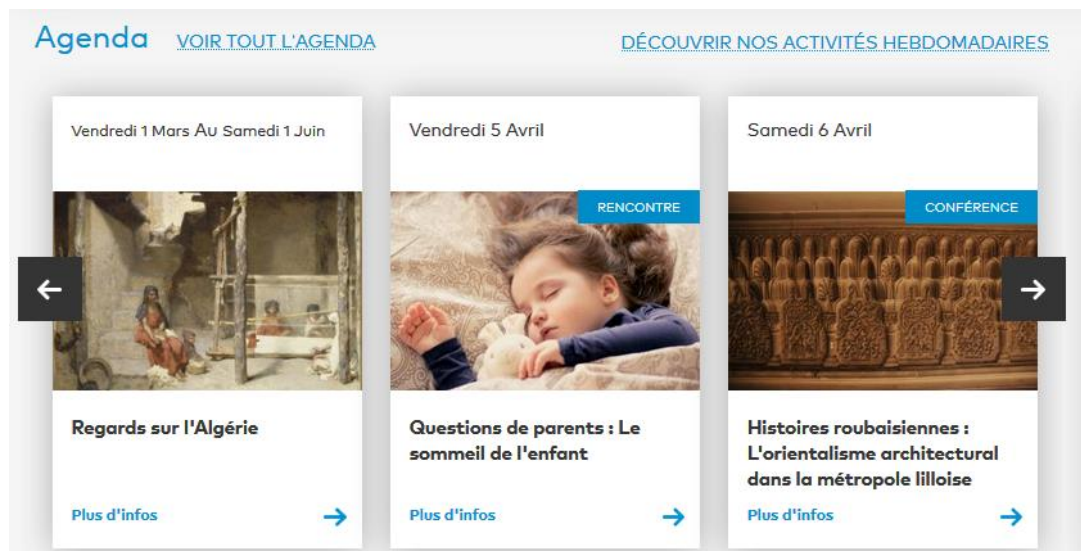 Agenda VOIR TOUT L'AGENDA DÉCOUVRIR NOS ACTIVITÉS HEBDOMADAIRES
Vendredi 1 Mars Au Samedi 1 Juin
Regards sur l'Algérie
Plus d'infos
Vendredi 5 Avril
RENCONTRE
Questions de parents : Le
sommeil de l'enfant
Plus d'infos
Samedi 6 Avril
CONFÉRENCE
Histoires roubaisiennes :
L'orientalisme architectural
dans la métropole lilloise
Plus d'infos